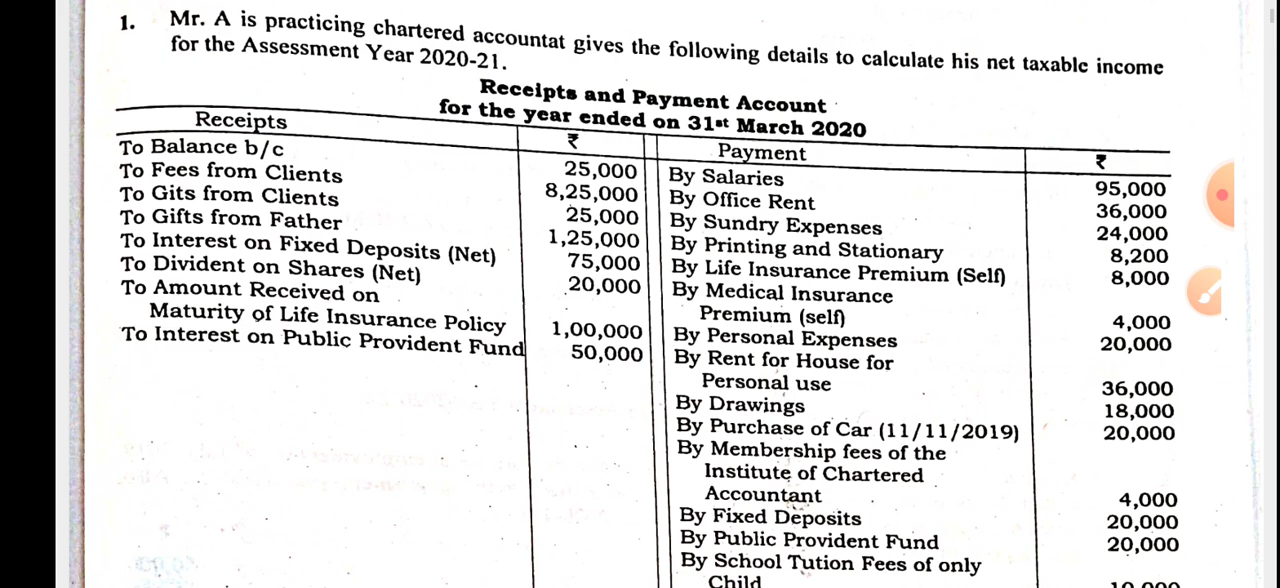 1. Mr. A is practicing chartered accountat gives the following details to calculate his net taxable income
for the Assessment Year 2020-21.
Receipts and Payment Account
for the year ended on 31st March 2020
Receipts ₹ Payment ₹
To Balance b/c 25,000 By Salaries 95,000
To Fees from Clients 8,25,000 By Office Rent 36,000
To Gits from Clients 25,000 By Sundry Expenses 24,000
To Gifts from Father 1,25,000 By Printing and Stationary 8,200
To Interest on Fixed Deposits (Net) 75,000 By Life Insurance Premium (Self) 8,000
To Divident on Shares (Net) 20,000 By Medical Insurance
To Amount Received on Premium (self) 4,000
Maturity of Life Insurance Policy 1,00,000 By Personal Expenses 20,000
To Interest on Public Provident Fund 50,000 By Rent for House for
Personal use 36,000
By Drawings 18,000
By Purchase of Car (11/11/2019) 20,000
By Membership fees of the
Institute of Chartered
Accountant 4,000
By Fixed Deposits 20,000
By Public Provident Fund 20,000
By School Tution Fees of only
Child